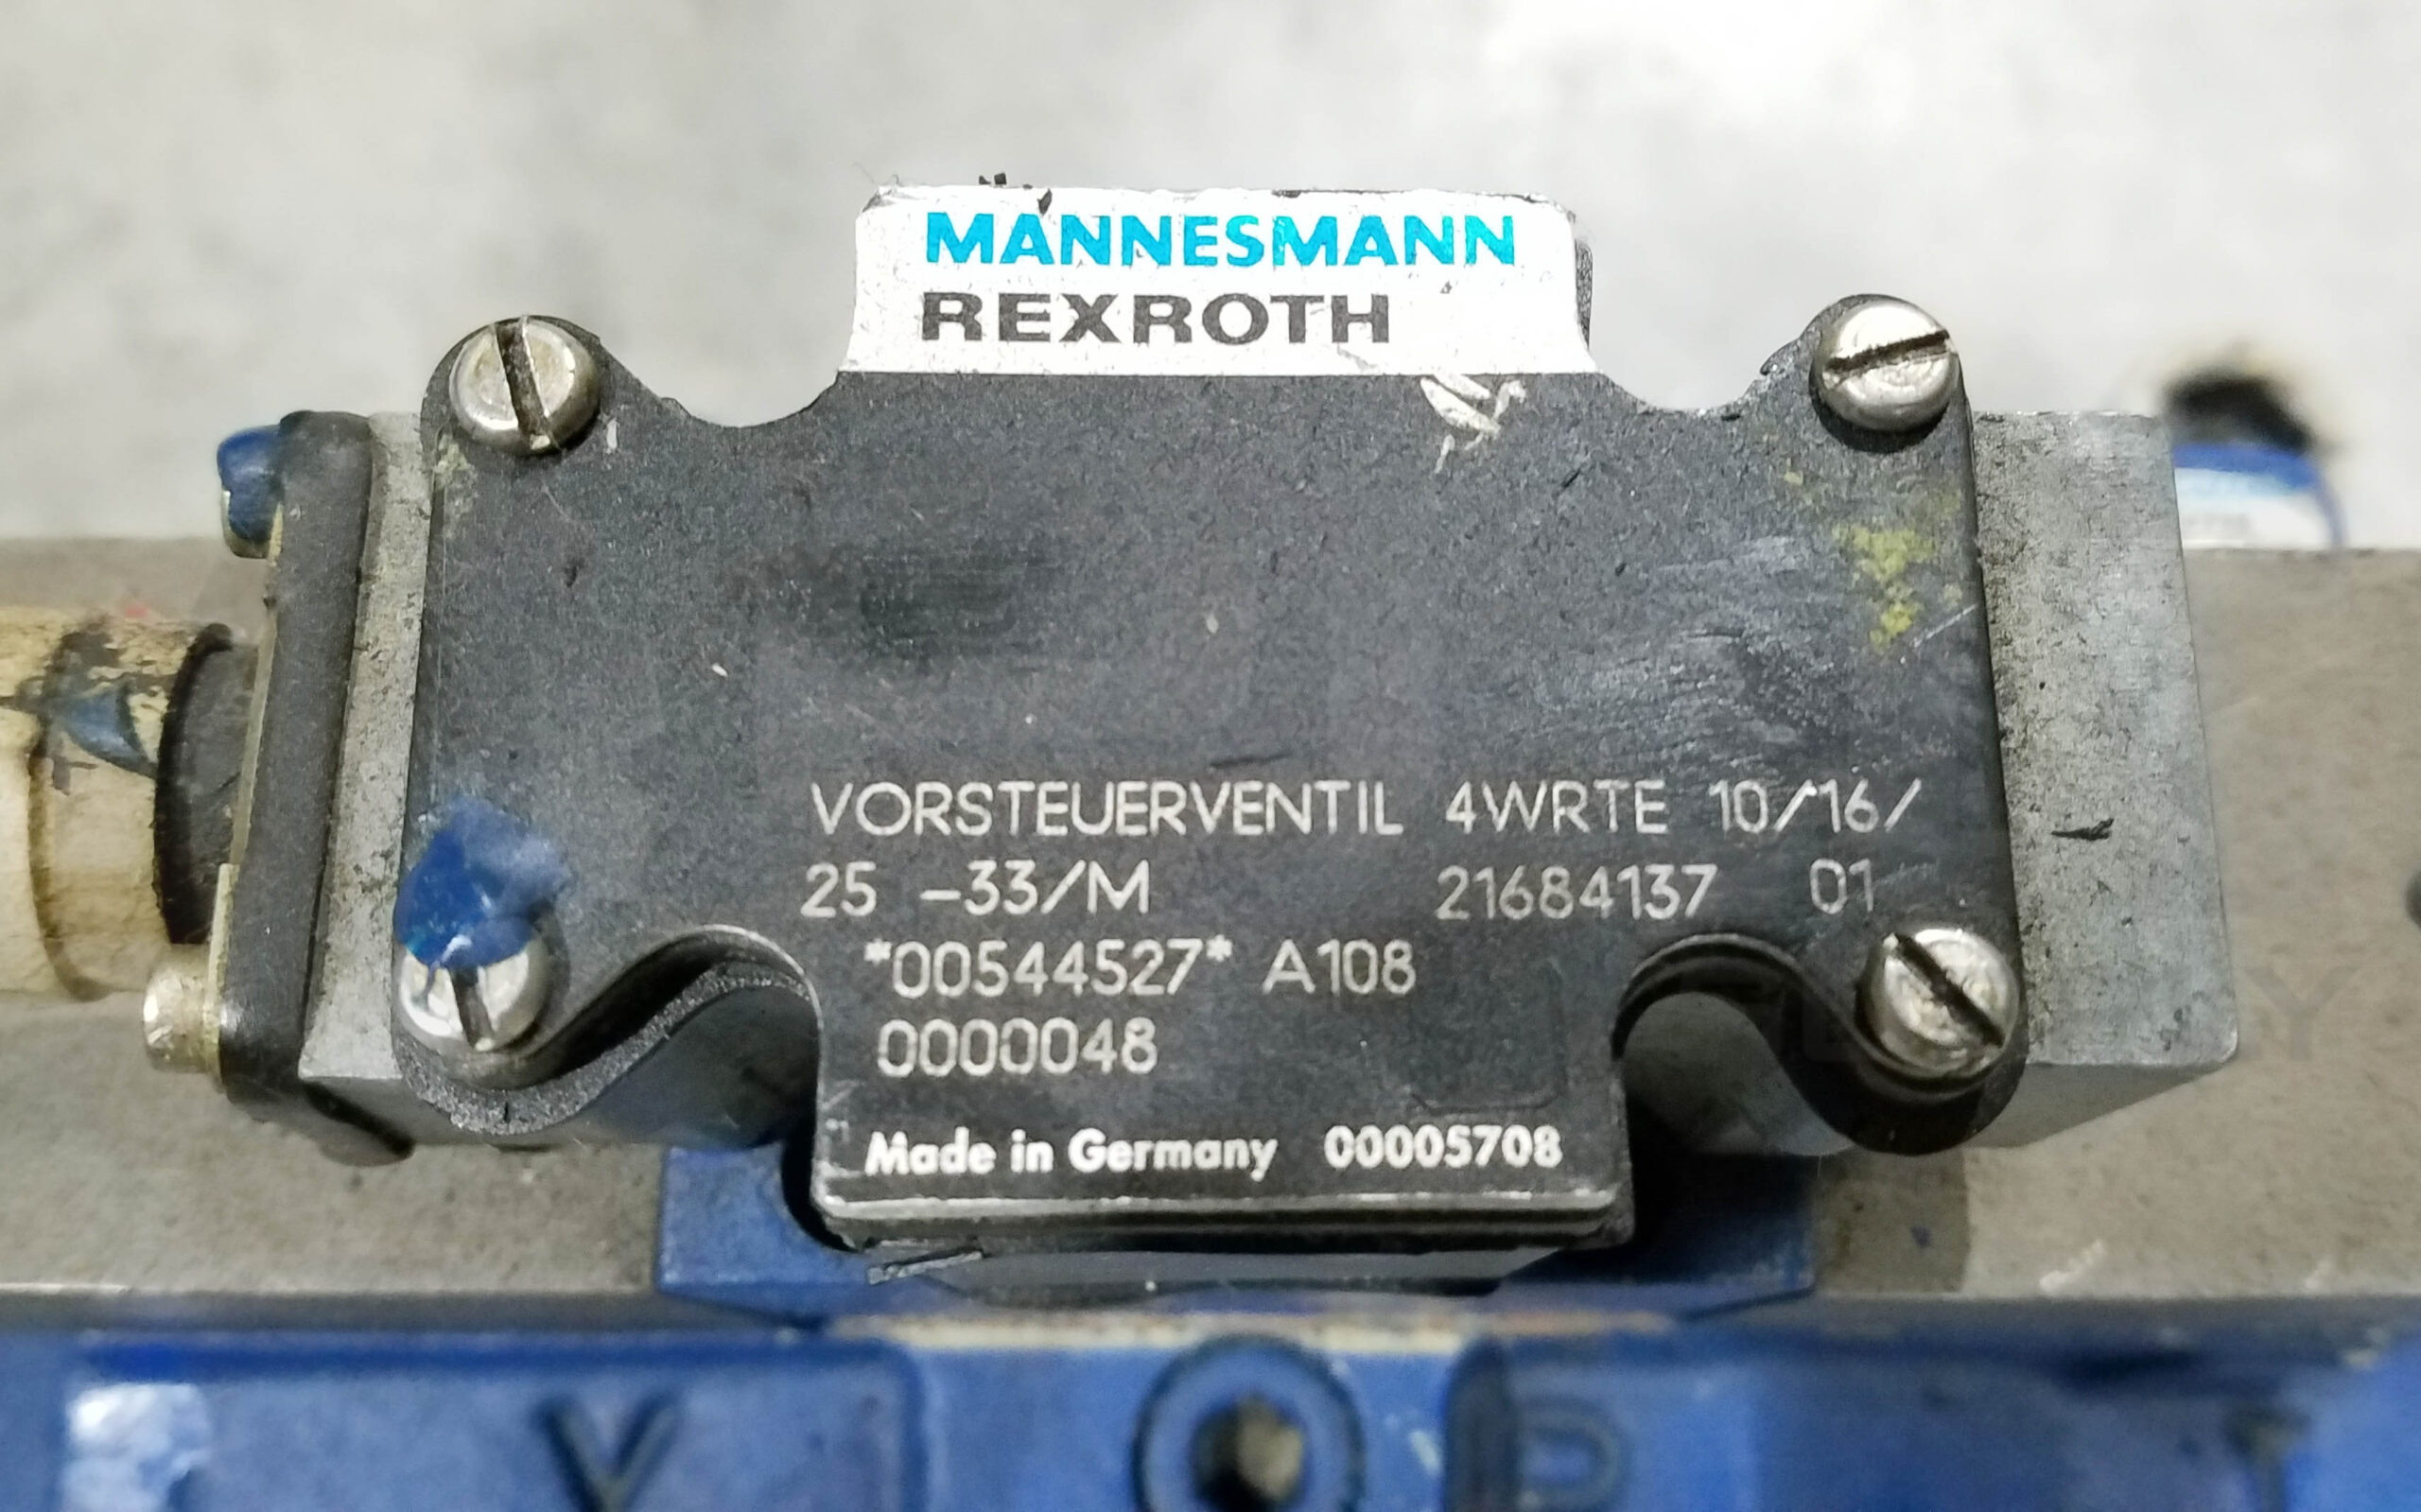 MANNESMANN
REXROTH
VORSTEUERVENTIL 4WRTE 10/16/
25 -33/M 21684137 01
*00544527* A108
0000048
Made in Germany 00005708
Y P T